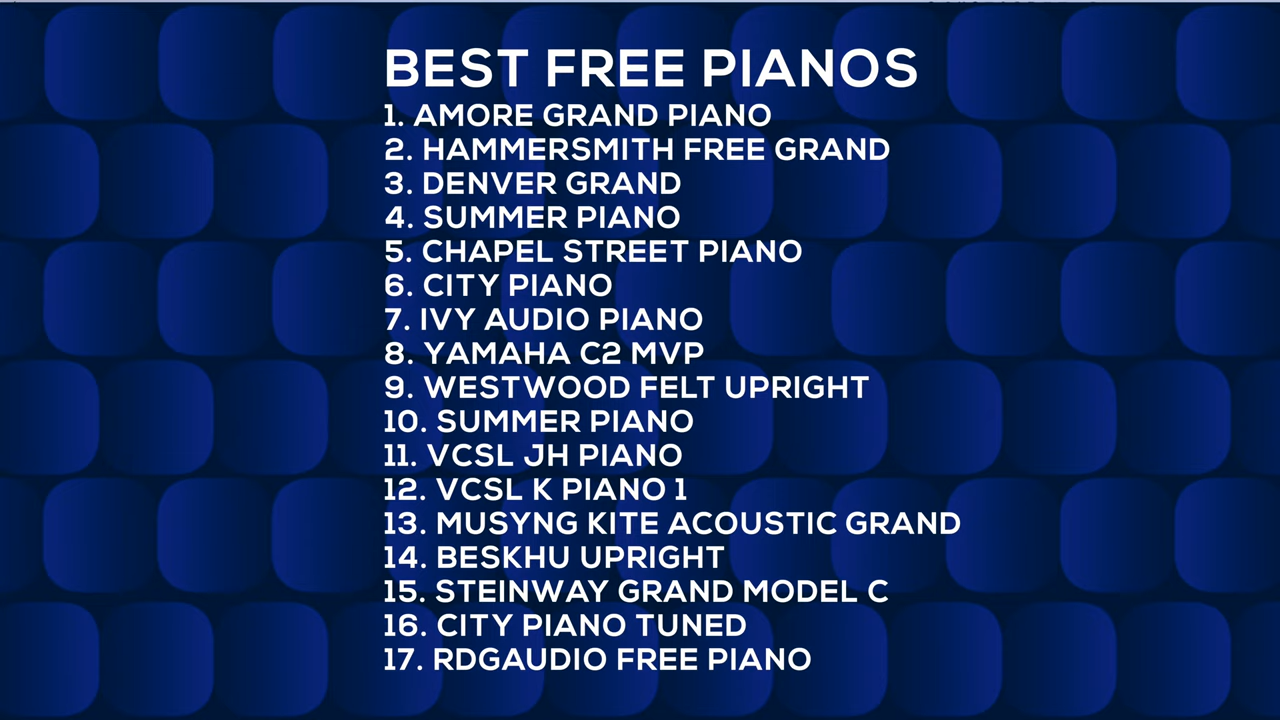 BEST FREE PIANOS
1. AMORE GRAND PIANO
2. HAMMERSMITH FREE GRAND
3. DENVER GRAND
4. SUMMER PIANO
5. CHAPEL STREET PIANO
6. CITY PIANO
7. IVY AUDIO PIANO
8. YAMAHA C2 MVP
9. WESTWOOD FELT UPRIGHT
10. SUMMER PIANO
11. VCSL JH PIANO
12. VCSL K PIANO 1
13. MUSYNG KITE ACOUSTIC GRAND
14. BESKHU UPRIGHT
15. STEINWAY GRAND MODEL C
16. CITY PIANO TUNED
17. RDGAUDIO FREE PIANO